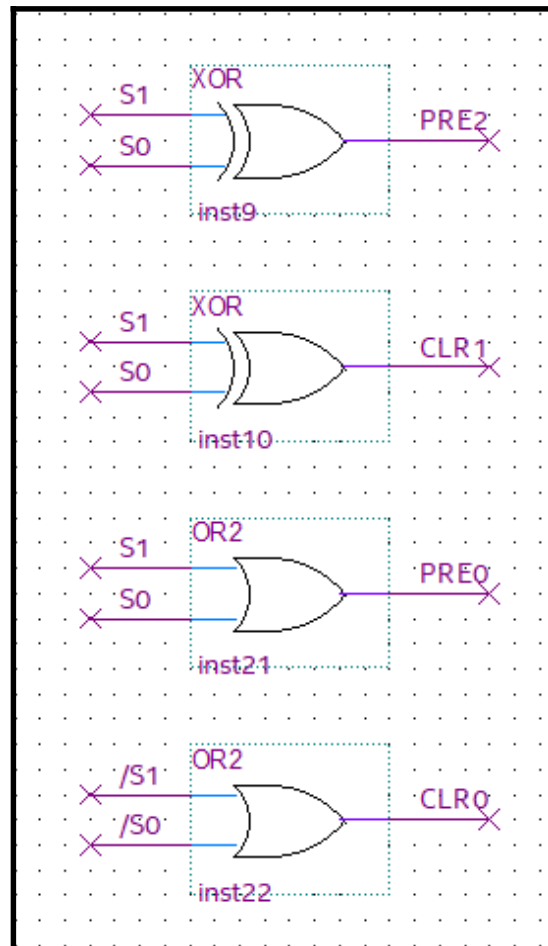 XOR
S1
PRE2
S0
inst9
XOR
S1
CLR1
S0
inst10
OR2
S1
PRE0
S0
inst21
OR2
/S1
CLR0
/S0
inst22